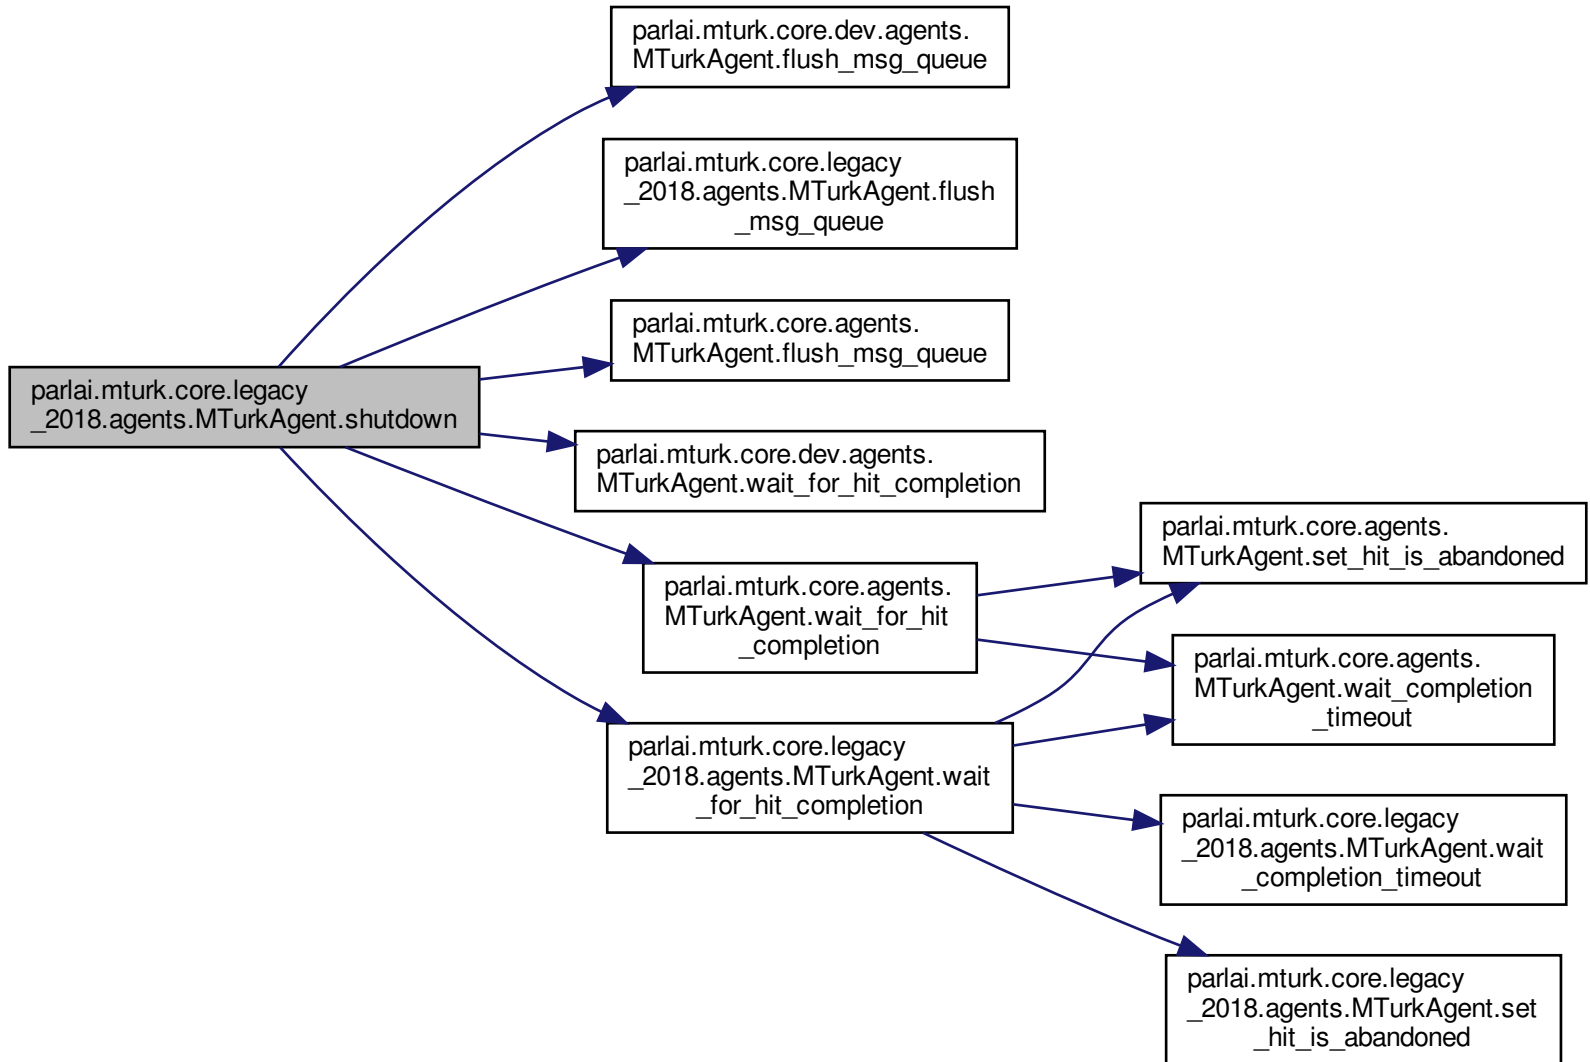 parlai.mturk.core.dev.agents.
MTurkAgent.flush_msg_queue
parlai.mturk.core.legacy
_2018.agents.MTurkAgent.flush
_msg_queue
parlai.mturk.core.agents.
MTurkAgent.flush_msg_queue
parlai.mturk.core.legacy
_2018.agents.MTurkAgent.shutdown
parlai.mturk.core.dev.agents.
MTurkAgent.wait_for_hit_completion
parlai.mturk.core.agents.
MTurkAgent.wait_for_hit
_completion
parlai.mturk.core.legacy
_2018.agents.MTurkAgent.wait
_for_hit_completion
parlai.mturk.core.agents.
MTurkAgent.set_hit_is_abandoned
parlai.mturk.core.agents.
MTurkAgent.wait_completion
_timeout
parlai.mturk.core.legacy
_2018.agents.MTurkAgent.wait
_completion_timeout
parlai.mturk.core.legacy
_2018.agents.MTurkAgent.set
_hit_is_abandoned